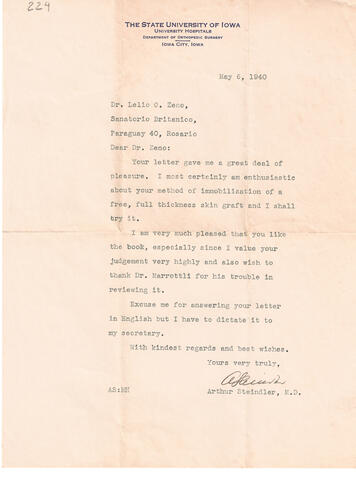 224
THE STATE UNIVERSITY OF IOWA
UNIVERSITY HOSPITALS
DEPARTMENT OF ORTHOPEDIC SURGERY
IOWA CITY, IOWA
May 6, 1940
Dr. Lelio O. Zeno,
Sanatorio Britanico,
Paraguay 40, Rosario
Dear Dr. Zeno:
Your letter gave me a great deal of
pleasure. I most certainly am enthusiastic
about your method of immobilization of a
free, full thickness skin graft and I shall
try it.
I am very much pleased that you like
the book, especially since I value your
judgement very highly and also wish to
thank Dr. Marrottli for his trouble in
reviewing it.
Excuse me for answering your letter
in English but I have to dictate it to
my secretary.
With kindest regards and best wishes.
Yours very truly,
ASteindler
AS:HH Arthur Steindler, M.D.